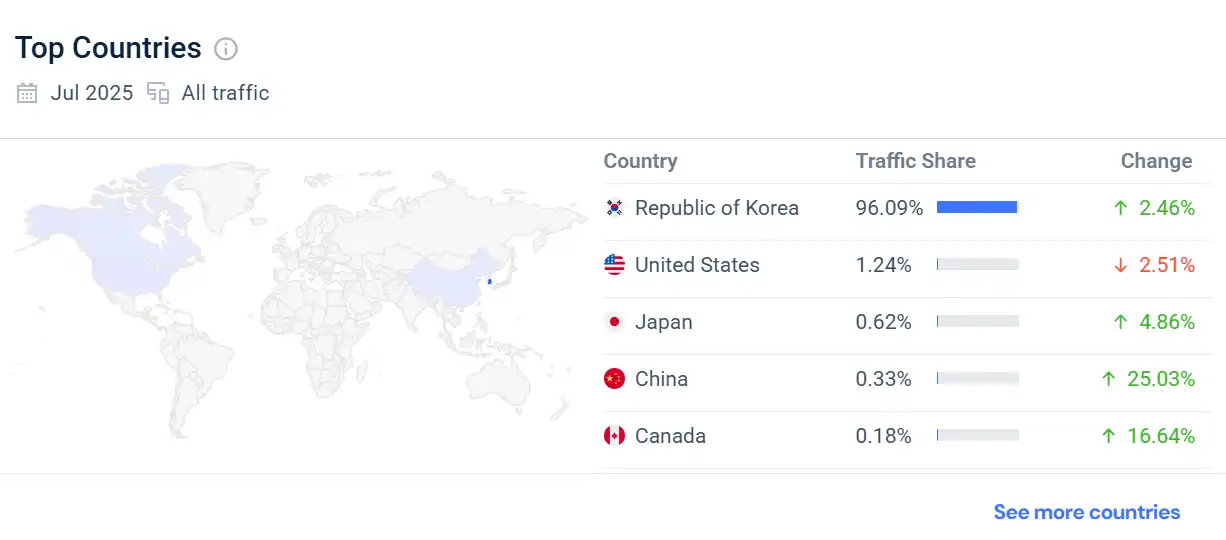 Top Countries
Jul 2025 All traffic
Country Traffic Share Change
Republic of Korea 96.09% ↑ 2.46%
United States 1.24% ↓ 2.51%
Japan 0.62% ↑ 4.86%
China 0.33% ↑ 25.03%
Canada 0.18% ↑ 16.64%
See more countries